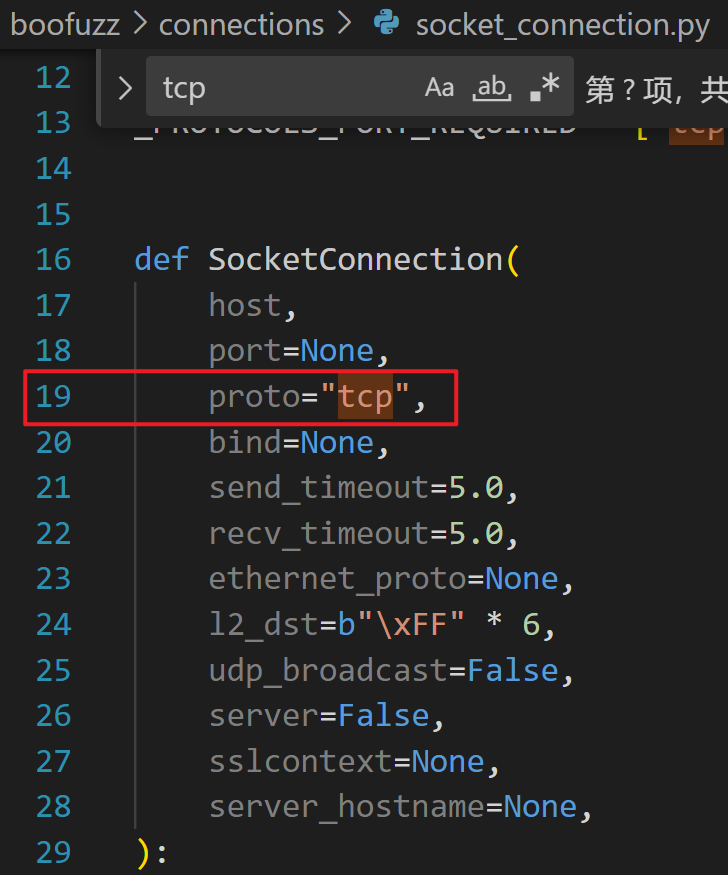 boofuzz > connections > socket_connection.py
12
tcp Aa ab .* 第 ? 项，共
13
14
15
16 def SocketConnection(
17 host,
18 port=None,
19 proto="tcp",
20 bind=None,
21 send_timeout=5.0,
22 recv_timeout=5.0,
23 ethernet_proto=None,
24 l2_dst=b"\xFF" * 6,
25 udp_broadcast=False,
26 server=False,
27 sslcontext=None,
28 server_hostname=None,
29 ):